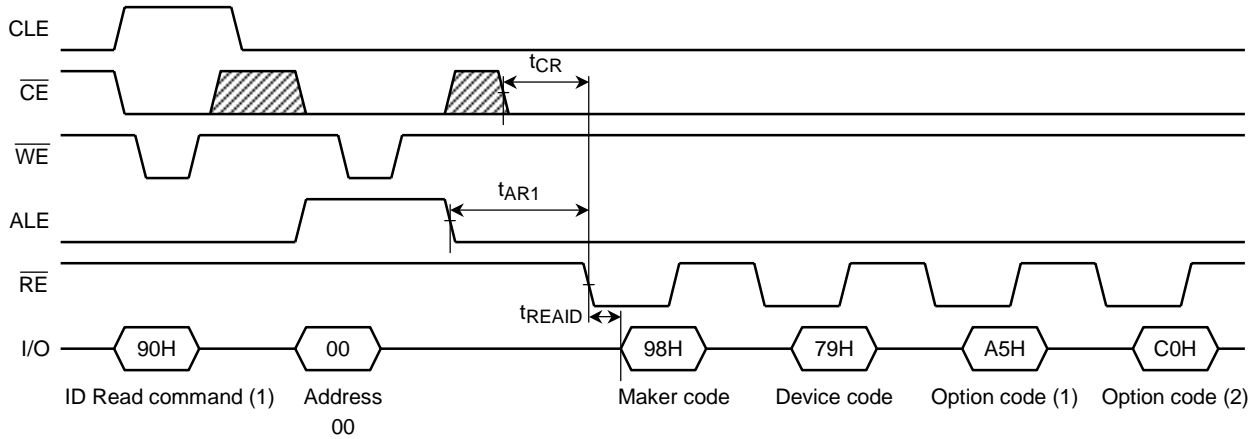 CLE
CE
tCR
WE
tAR1
ALE
RE
tREAID
I/O 90H 00 98H 79H A5H C0H
ID Read command (1) Address Maker code Device code Option code (1) Option code (2)
00